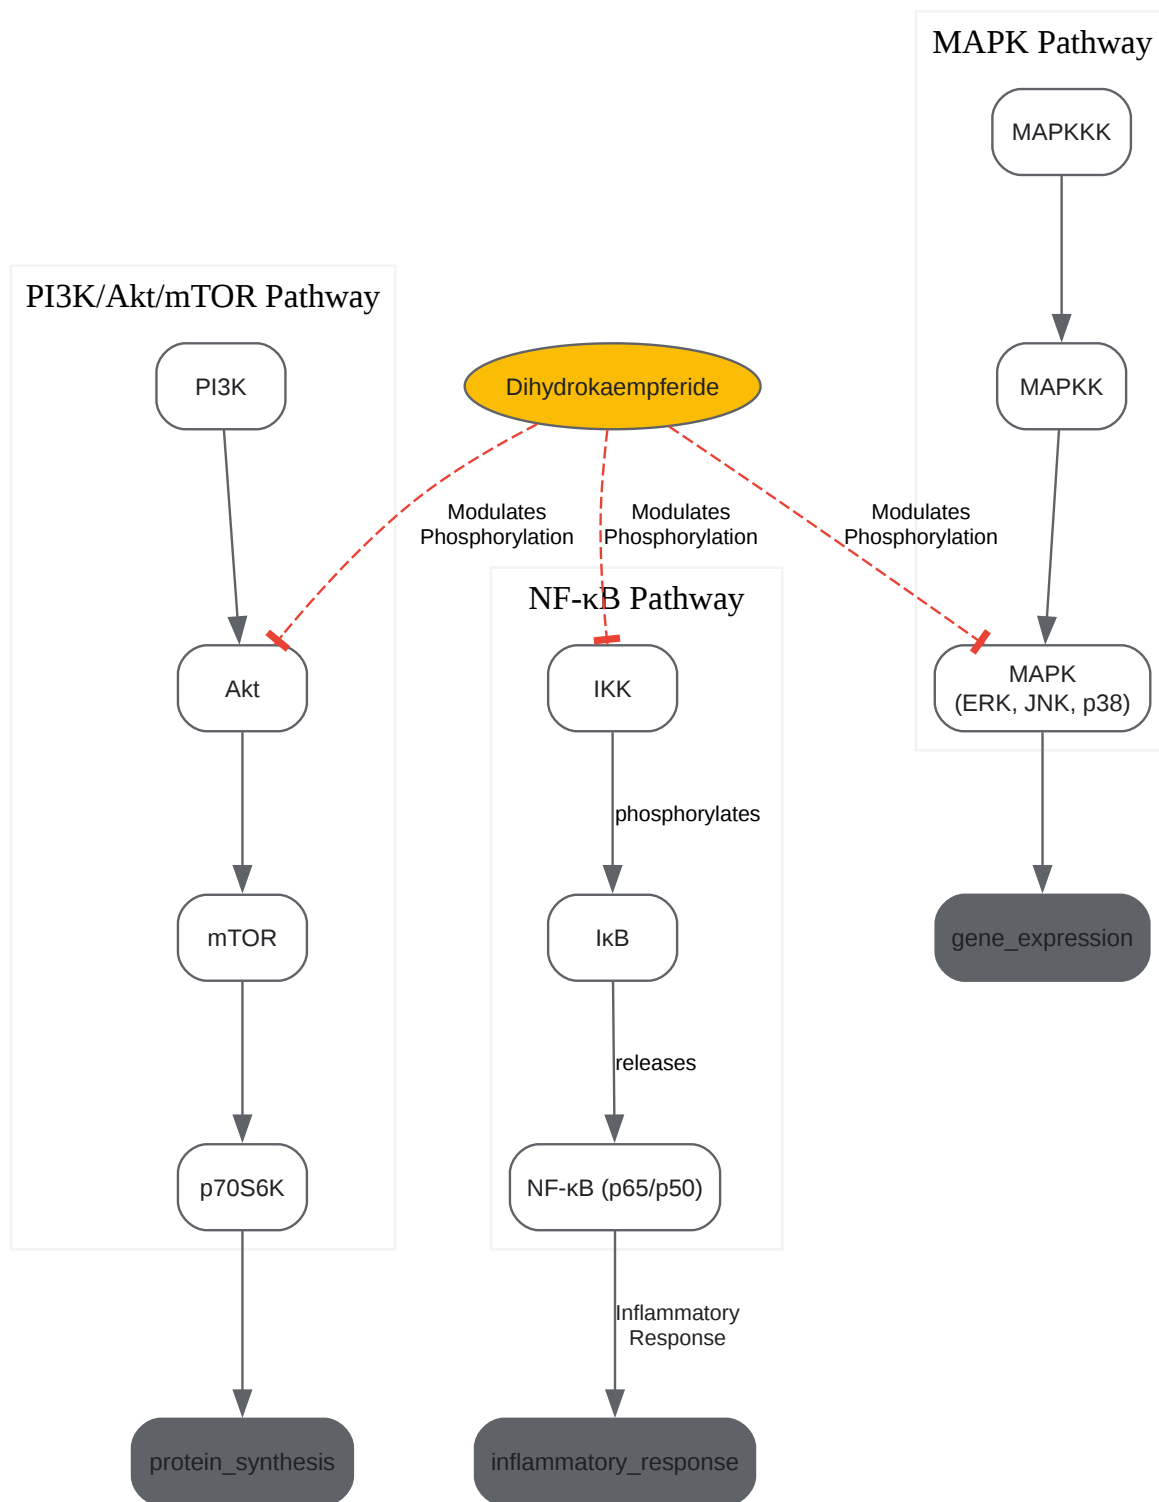 MAPK Pathway
MAPKKK
PI3K/Akt/mTOR Pathway
PI3K
Dihydrokaempferide
MAPKK
Modulates
Phosphorylation
Modulates
Phosphorylation
Modulates
Phosphorylation
NF-κB Pathway
Akt
IKK
MAPK
(ERK, JNK, p38)
phosphorylates
mTOR
IκB
gene_expression
releases
p70S6K
NF-κB (p65/p50)
Inflammatory
Response
protein_synthesis
inflammatory_response